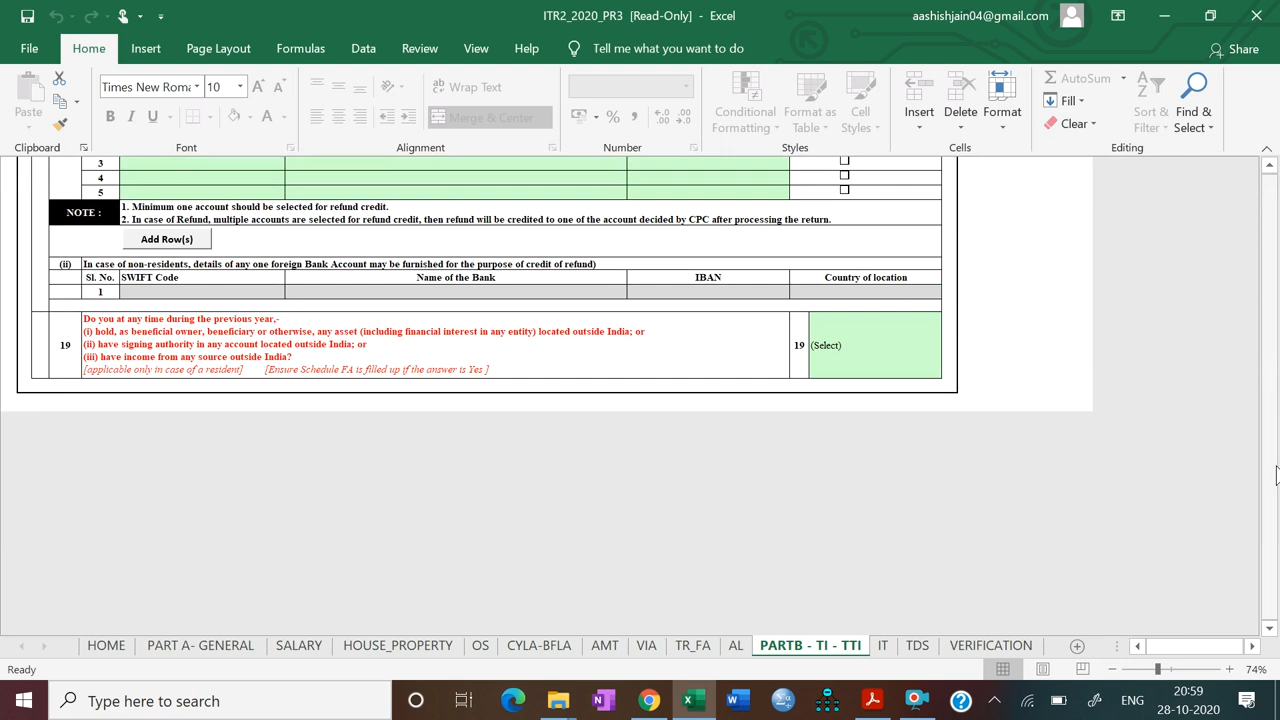 ITR2_2020_PR3 [Read-Only] - Excel
aashishjain04@gmail.com
File Home Insert Page Layout Formulas Data Review View Help Tell me what you want to do Share
Paste
Clipboard
Times New Roma 10
B I U
Font
Wrap Text
Merge & Center
Alignment
Number
Conditional Formatting
Format as Table
Cell Styles
Styles
Insert
Delete
Format
Cells
AutoSum
Fill
Clear
Sort & Filter
Find & Select
Editing
3
4
5
NOTE :
1. Minimum one account should be selected for refund credit.
2. In case of Refund, multiple accounts are selected for refund credit, then refund will be credited to one of the account decided by CPC after processing the return.
Add Row(s)
(ii) In case of non-residents, details of any one foreign Bank Account may be furnished for the purpose of credit of refund)
Sl. No. SWIFT Code Name of the Bank IBAN Country of location
1
Do you at any time during the previous year,-
(i) hold, as beneficial owner, beneficiary or otherwise, any asset (including financial interest in any entity) located outside India; or
19 (ii) have signing authority in any account located outside India; or 19 (Select)
(iii) have income from any source outside India?
[applicable only in case of a resident] [Ensure Schedule FA is filled up if the answer is Yes ]
HOME PART A- GENERAL SALARY HOUSE_PROPERTY OS CYLA-BFLA AMT VIA TR_FA AL PARTB - TI - TTI IT TDS VERIFICATION
Ready 74%
Type here to search
ENG
20:59
28-10-2020
3